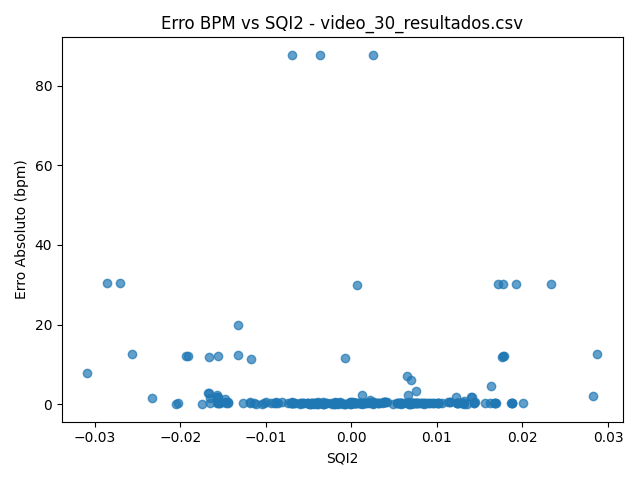 Erro BPM vs SQI2 - video_30_resultados.csv
Erro Absoluto (bpm)
80
60
40
20
0
−0.03 −0.02 −0.01 0.00 0.01 0.02 0.03
SQI2